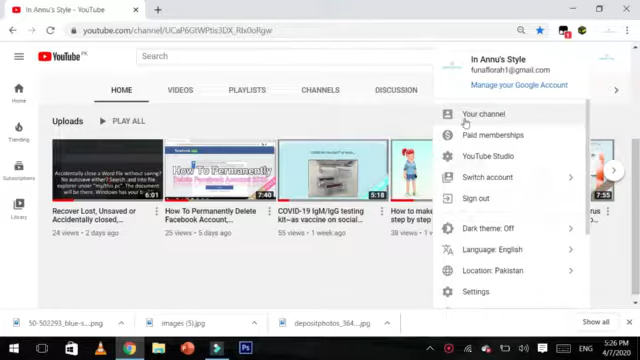 In Annu's Style - YouTube
youtube.com/channel/UCaP6GtWPtis3DX_RIx0oRgw
YouTube PK
Search
In Annu's Style
funaflorah1@gmail.com
Manage your Google Account
HOME
VIDEOS
PLAYLISTS
CHANNELS
DISCUSSION
Home
Trending
Subscriptions
Library
Uploads
PLAY ALL
Accidentally close a Word without saving?
No autosave either? Search and into file
explorer under "my/this pc". The document
will be there. Windows has
6:01
Recover Lost, Unsaved or
Accidentally closed,...
24 views • 5 days ago
How To Permanently
Delete Facebook Account
7:40
How To Permanently Delete
Facebook Account,...
77 views • 2 days ago
5:18
COVID-19 IgM/IgG testing
kit–as vaccine on social...
55 views • 1 week ago
How to make
step by step
38 views • 1
7:55
rus
Your channel
Paid memberships
YouTube Studio
Switch account
Sign out
Dark theme: Off
Language: English
Location: Pakistan
Settings
50-502293_blue-s....png
images (5).jpg
depositphotos_364....jpg
Show all
ENG
5:26 PM
4/7/2020